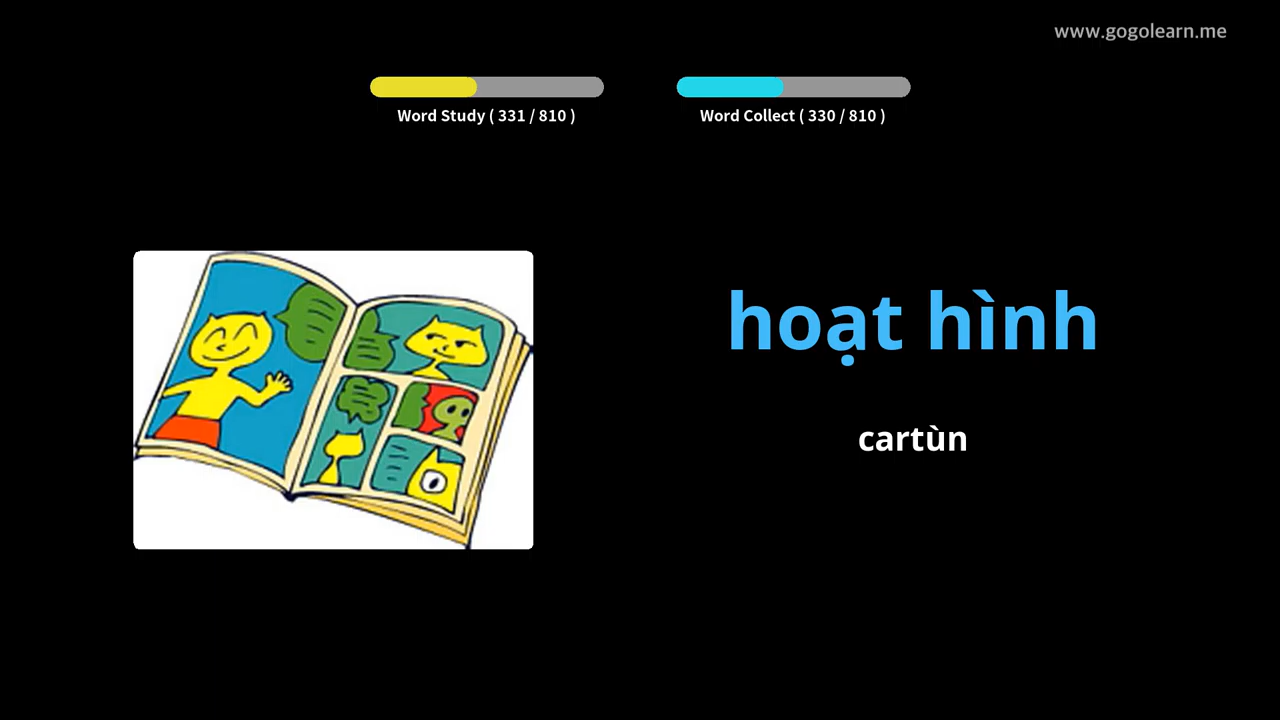 www.gogolearn.me
Word Study ( 331 / 810 )
Word Collect ( 330 / 810 )
hoạt hình
cartùn